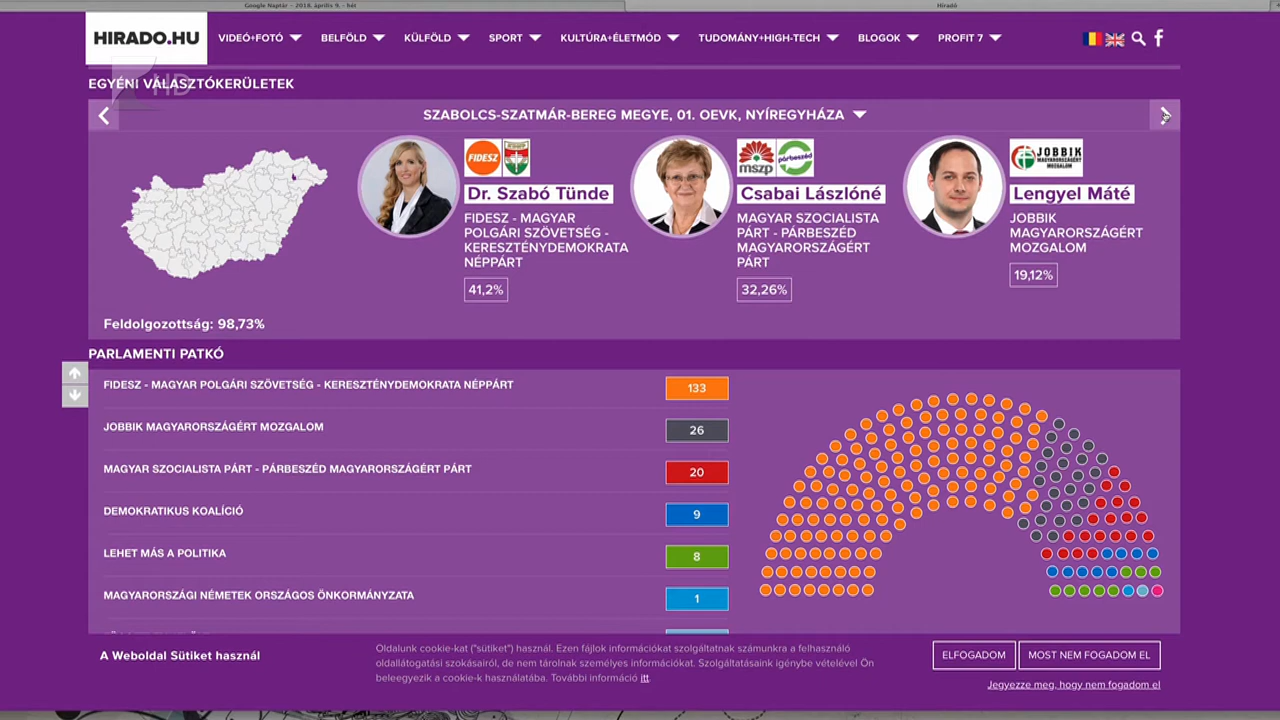 Google Naptár – 2018. április 9. – hét
Híradó
HIRADO.HU
VIDEÓ+FOTÓ
BELFÖLD
KÜLFÖLD
SPORT
KULTÚRA+ÉLETMÓD
TUDOMÁNY+HIGH-TECH
BLOGOK
PROFIT 7
HD
EGYÉNI VÁLASZTÓKERÜLETEK
SZABOLCS-SZATMÁR-BEREG MEGYE, 01. OEVK, NYÍREGYHÁZA
FIDESZ
Dr. Szabó Tünde
FIDESZ - MAGYAR
POLGÁRI SZÖVETSÉG -
KERESZTÉNYDEMOKRATA
NÉPPÁRT
41,2%
mszp
párbeszéd
Csabai Lászlóné
MAGYAR SZOCIALISTA
PÁRT - PÁRBESZÉD
MAGYARORSZÁGÉRT
PÁRT
32,26%
JOBBIK
MAGYARORSZÁGÉRT
MOZGALOM
Lengyel Máté
JOBBIK
MAGYARORSZÁGÉRT
MOZGALOM
19,12%
Feldolgozottság: 98,73%
PARLAMENTI PATKÓ
FIDESZ - MAGYAR POLGÁRI SZÖVETSÉG - KERESZTÉNYDEMOKRATA NÉPPÁRT 133
JOBBIK MAGYARORSZÁGÉRT MOZGALOM 26
MAGYAR SZOCIALISTA PÁRT - PÁRBESZÉD MAGYARORSZÁGÉRT PÁRT 20
DEMOKRATIKUS KOALÍCIÓ 9
LEHET MÁS A POLITIKA 8
MAGYARORSZÁGI NÉMETEK ORSZÁGOS ÖNKORMÁNYZATA 1
A Weboldal Sütiket használ
Oldalunk cookie-kat ("sütiket") használ. Ezen fájlok információkat szolgáltatnak számunkra a felhasználó
oldallátogatási szokásairól, de nem tárolnak személyes információkat. Szolgáltatásaink igénybe vételével Ön
beleegyezik a cookie-k használatába. További információ itt.
ELFOGADOM
MOST NEM FOGADOM EL
Jegyezze meg, hogy nem fogadom el